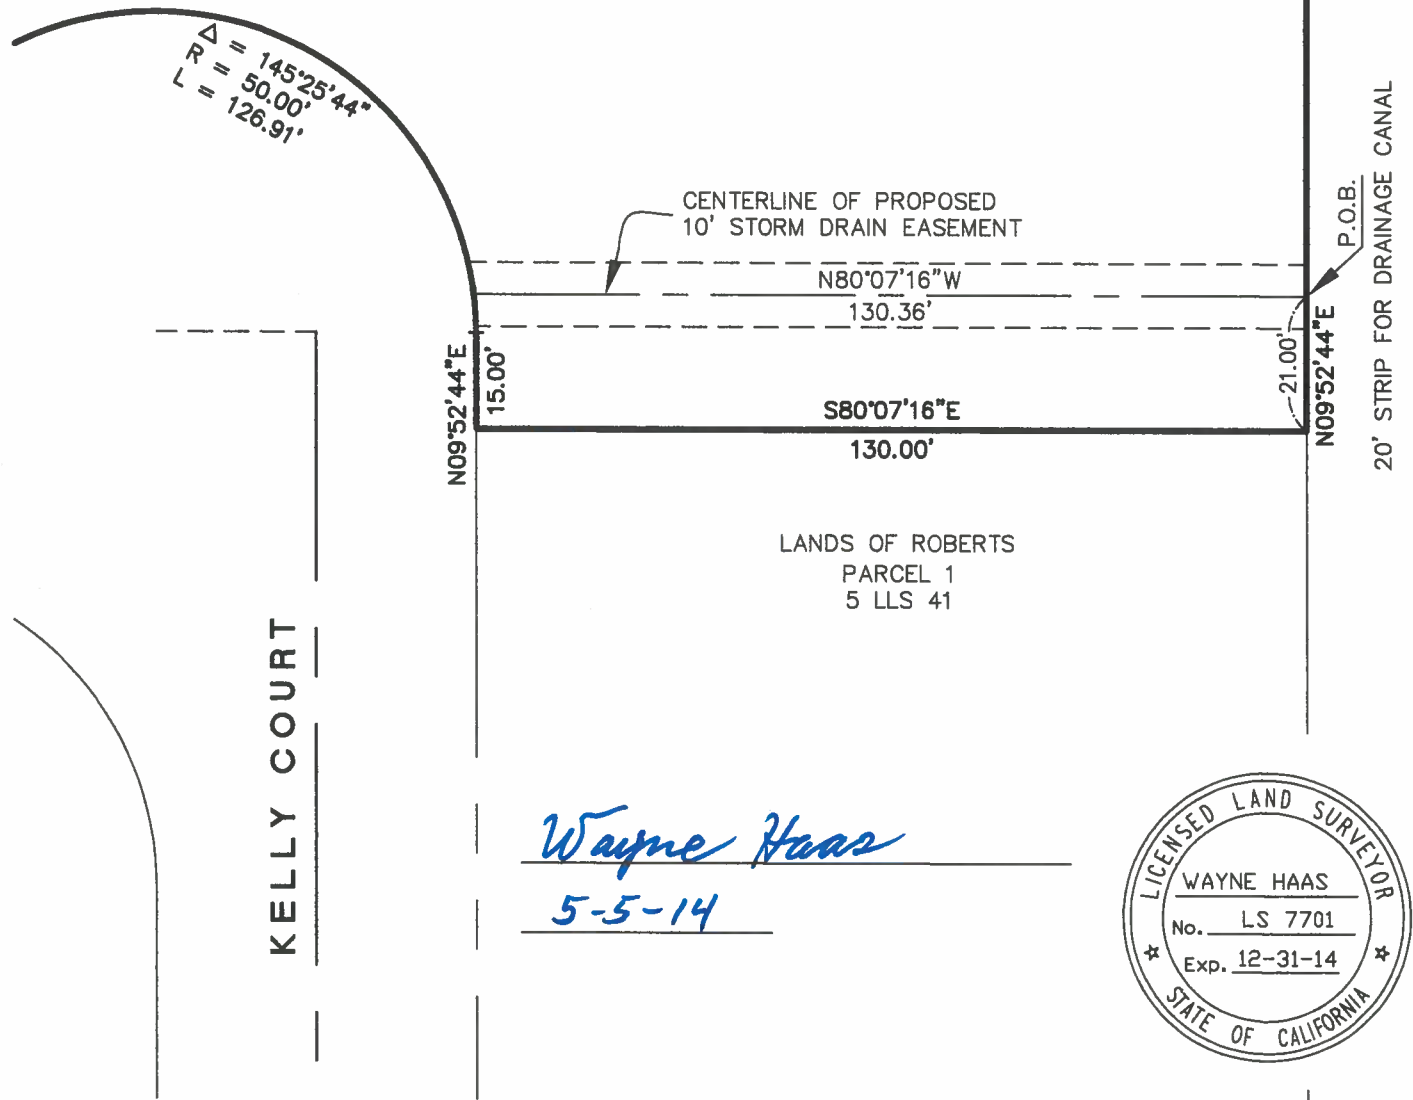 Δ = 145°25'44"
R = 50.00'
L = 126.91'
CENTERLINE OF PROPOSED
10' STORM DRAIN EASEMENT
P.O.B.
20' STRIP FOR DRAINAGE CANAL
N80°07'16"W
130.36'
N09°52'44"E
15.00'
21.00'
N09°52'44"E
S80°07'16"E
130.00'
LANDS OF ROBERTS
PARCEL 1
5 LLS 41
KELLY COURT
Wayne Haas
5-5-14
LICENSED LAND SURVEYOR
WAYNE HAAS
No. LS 7701
Exp. 12-31-14
STATE OF CALIFORNIA